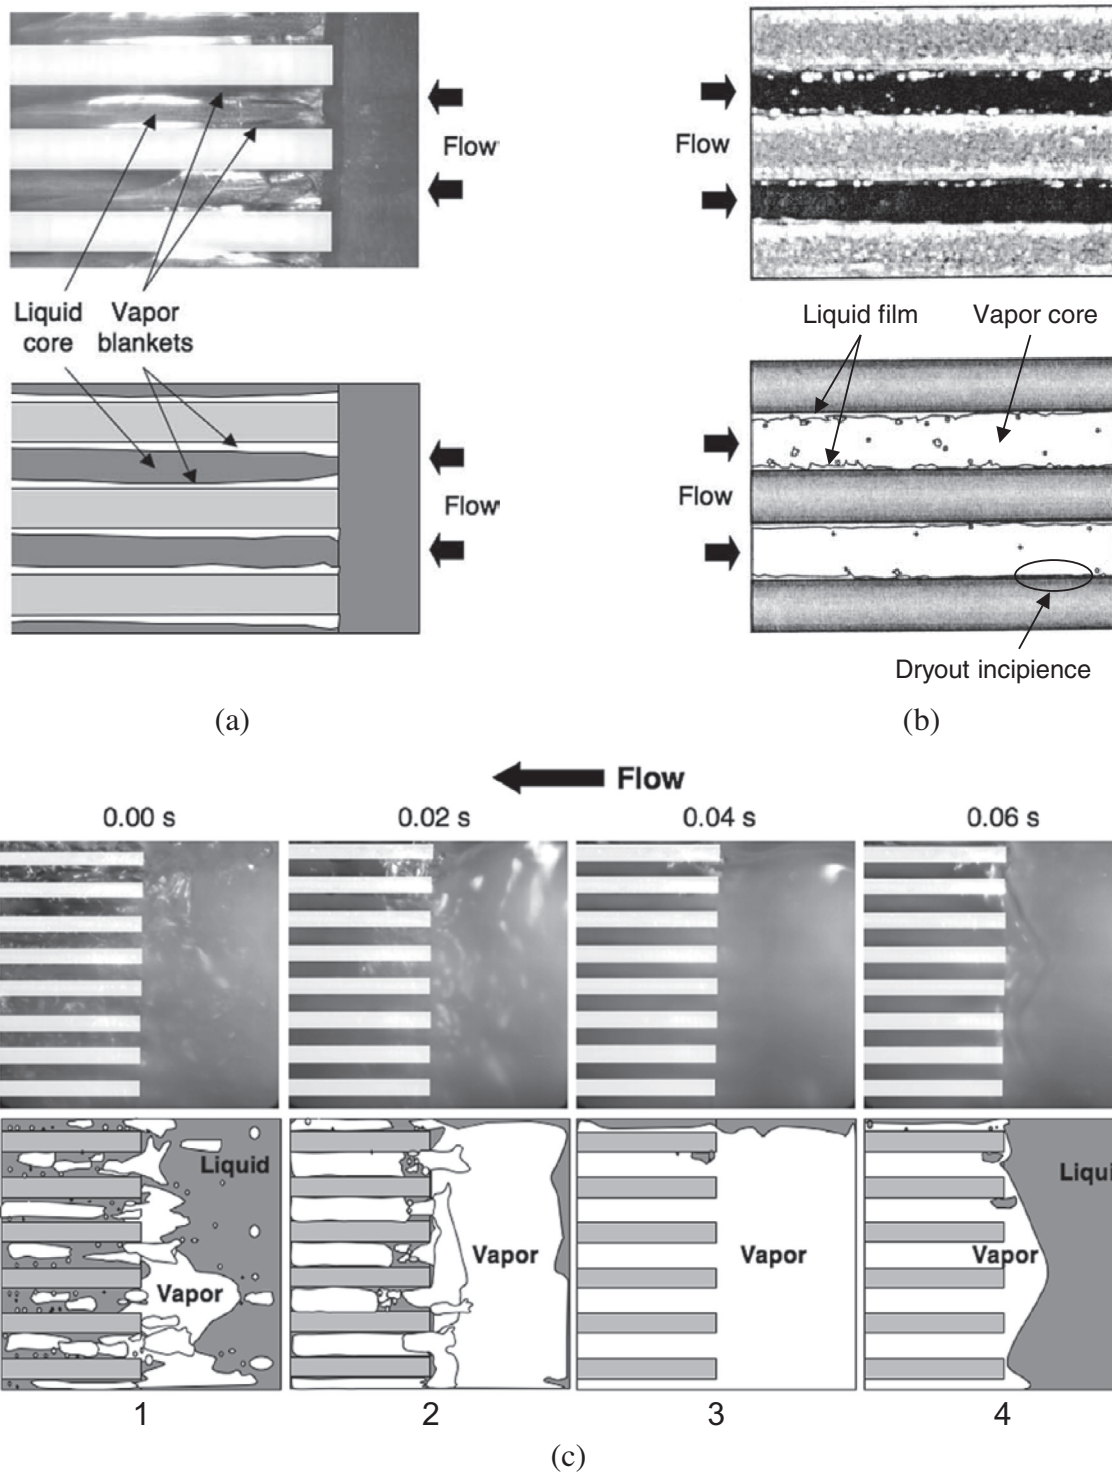 Flow
Flow
Liquid
core
Vapor
blankets
Liquid film
Vapor core
Flow
Flow
Dryout incipience
(a)
(b)
Flow
0.00 s
0.02 s
0.04 s
0.06 s
Liquid
Vapor
Vapor
Vapor
Vapor
Liqui
1
2
3
4
(c)